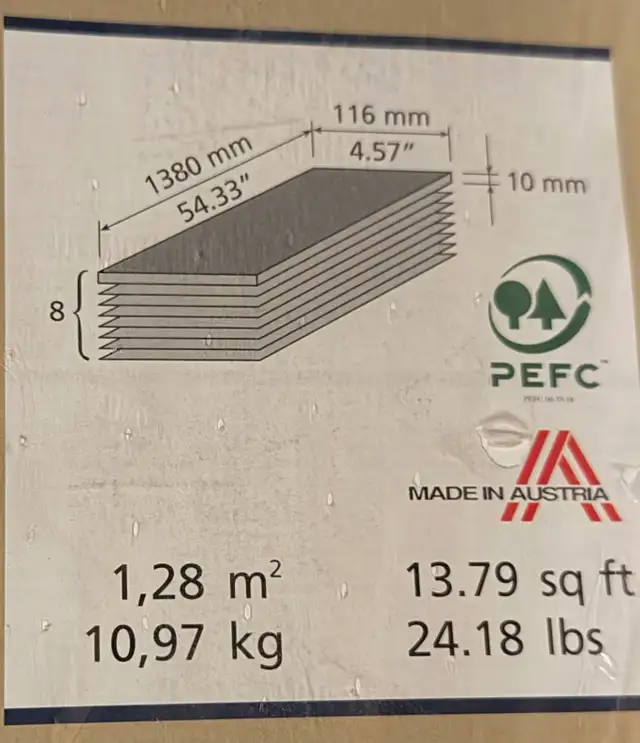 116 mm
4.57"
1380 mm
54.33"
10 mm
8
PEFC™
MADE IN AUSTRIA
1,28 m² 13.79 sq ft
10,97 kg 24.18 lbs